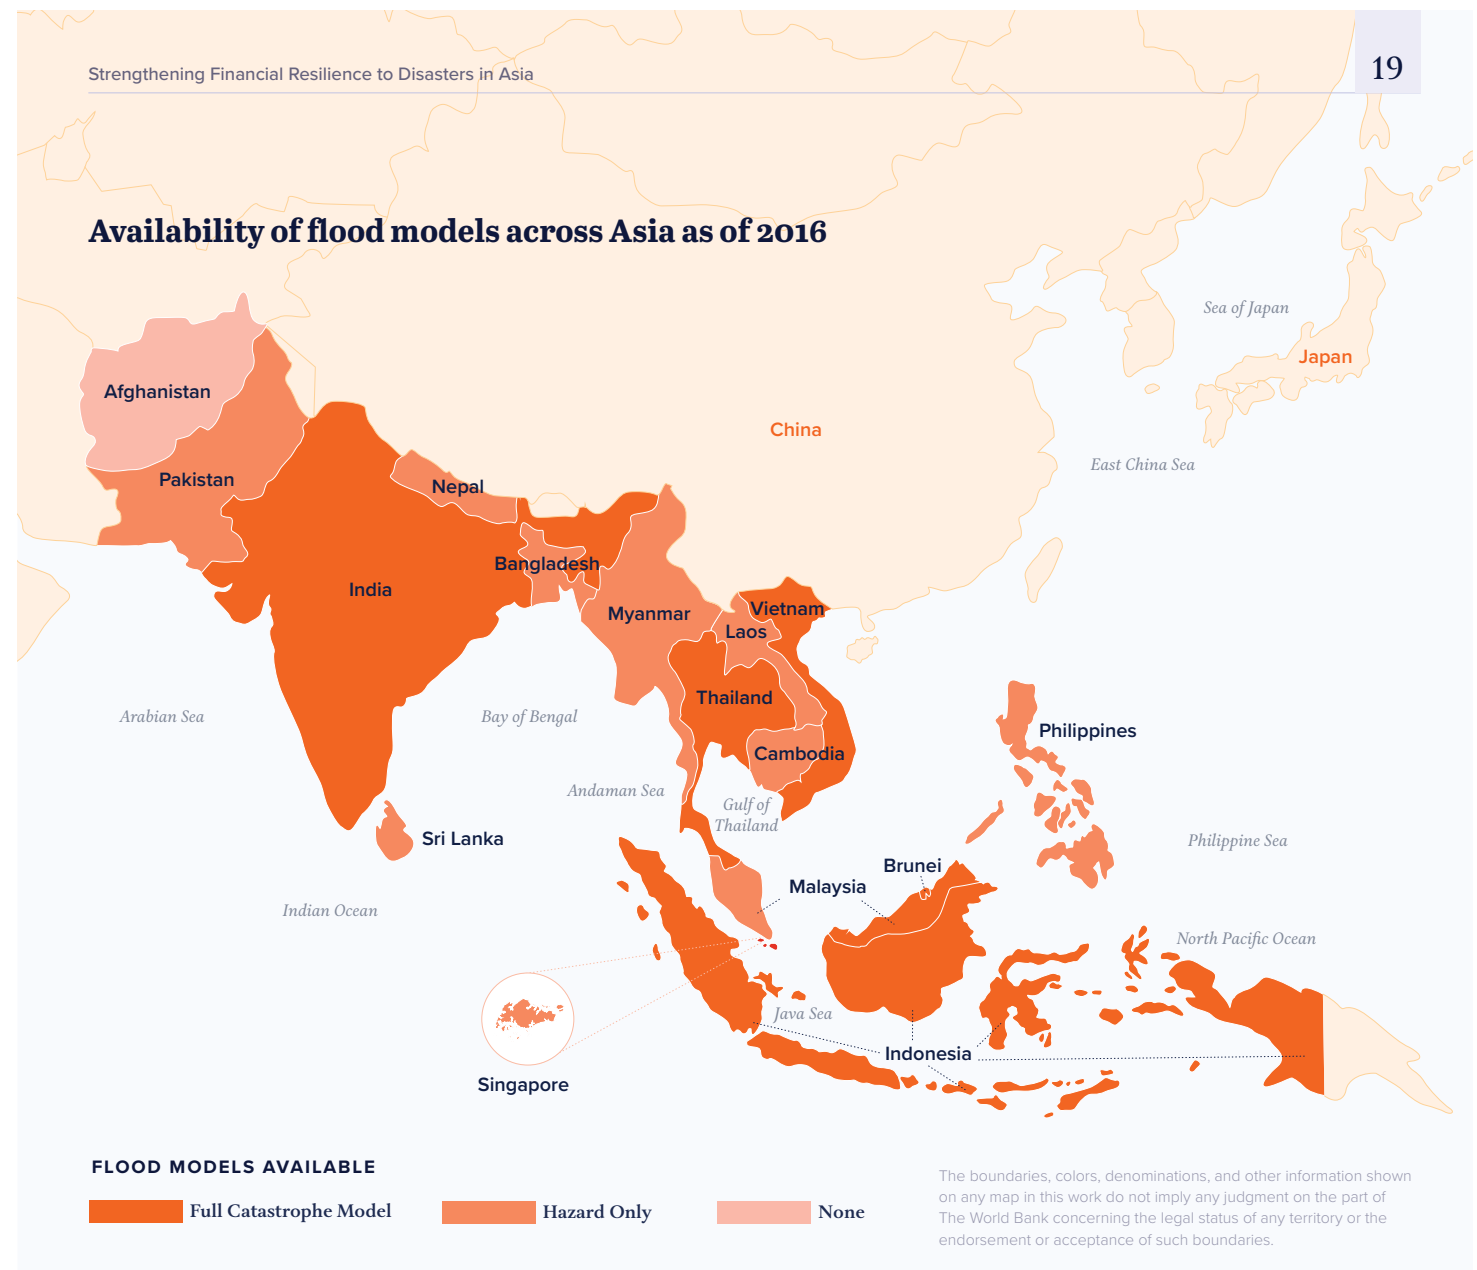 Strengthening Financial Resilience to Disasters in Asia
19
Availability of flood models across Asia as of 2016
Sea of Japan
Japan
Afghanistan
China
East China Sea
Pakistan
Nepal
Bangladesh
India
Vietnam
Myanmar
Laos
Thailand
Arabian Sea
Bay of Bengal
Philippines
Cambodia
Andaman Sea
Gulf of
Thailand
Sri Lanka
Philippine Sea
Brunei
Malaysia
Indian Ocean
North Pacific Ocean
Java Sea
Indonesia
Singapore
FLOOD MODELS AVAILABLE
Full Catastrophe Model
Hazard Only
None
The boundaries, colors, denominations, and other information shown
on any map in this work do not imply any judgment on the part of
The World Bank concerning the legal status of any territory or the
endorsement or acceptance of such boundaries.